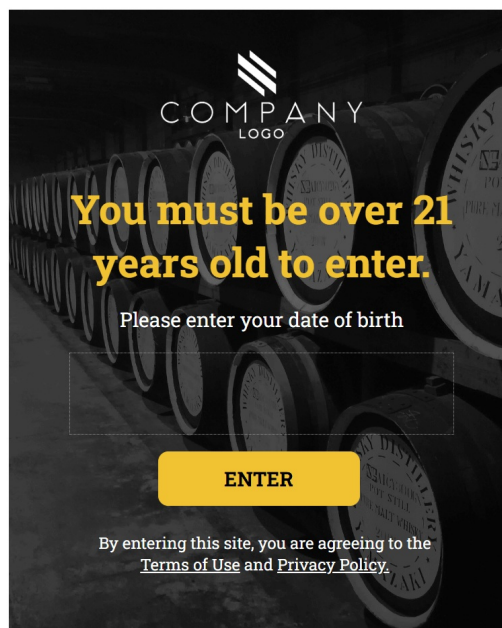 COMPANY
LOGO
You must be over 21
years old to enter.
Please enter your date of birth
ENTER
By entering this site, you are agreeing to the
Terms of Use and Privacy Policy.